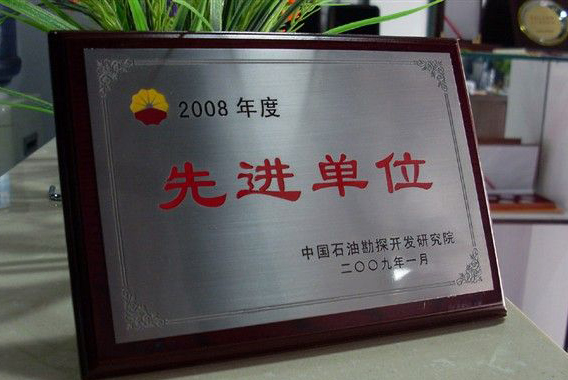 2008 年度
先进单位
中国石油勘探开发研究院
二〇〇九年一月